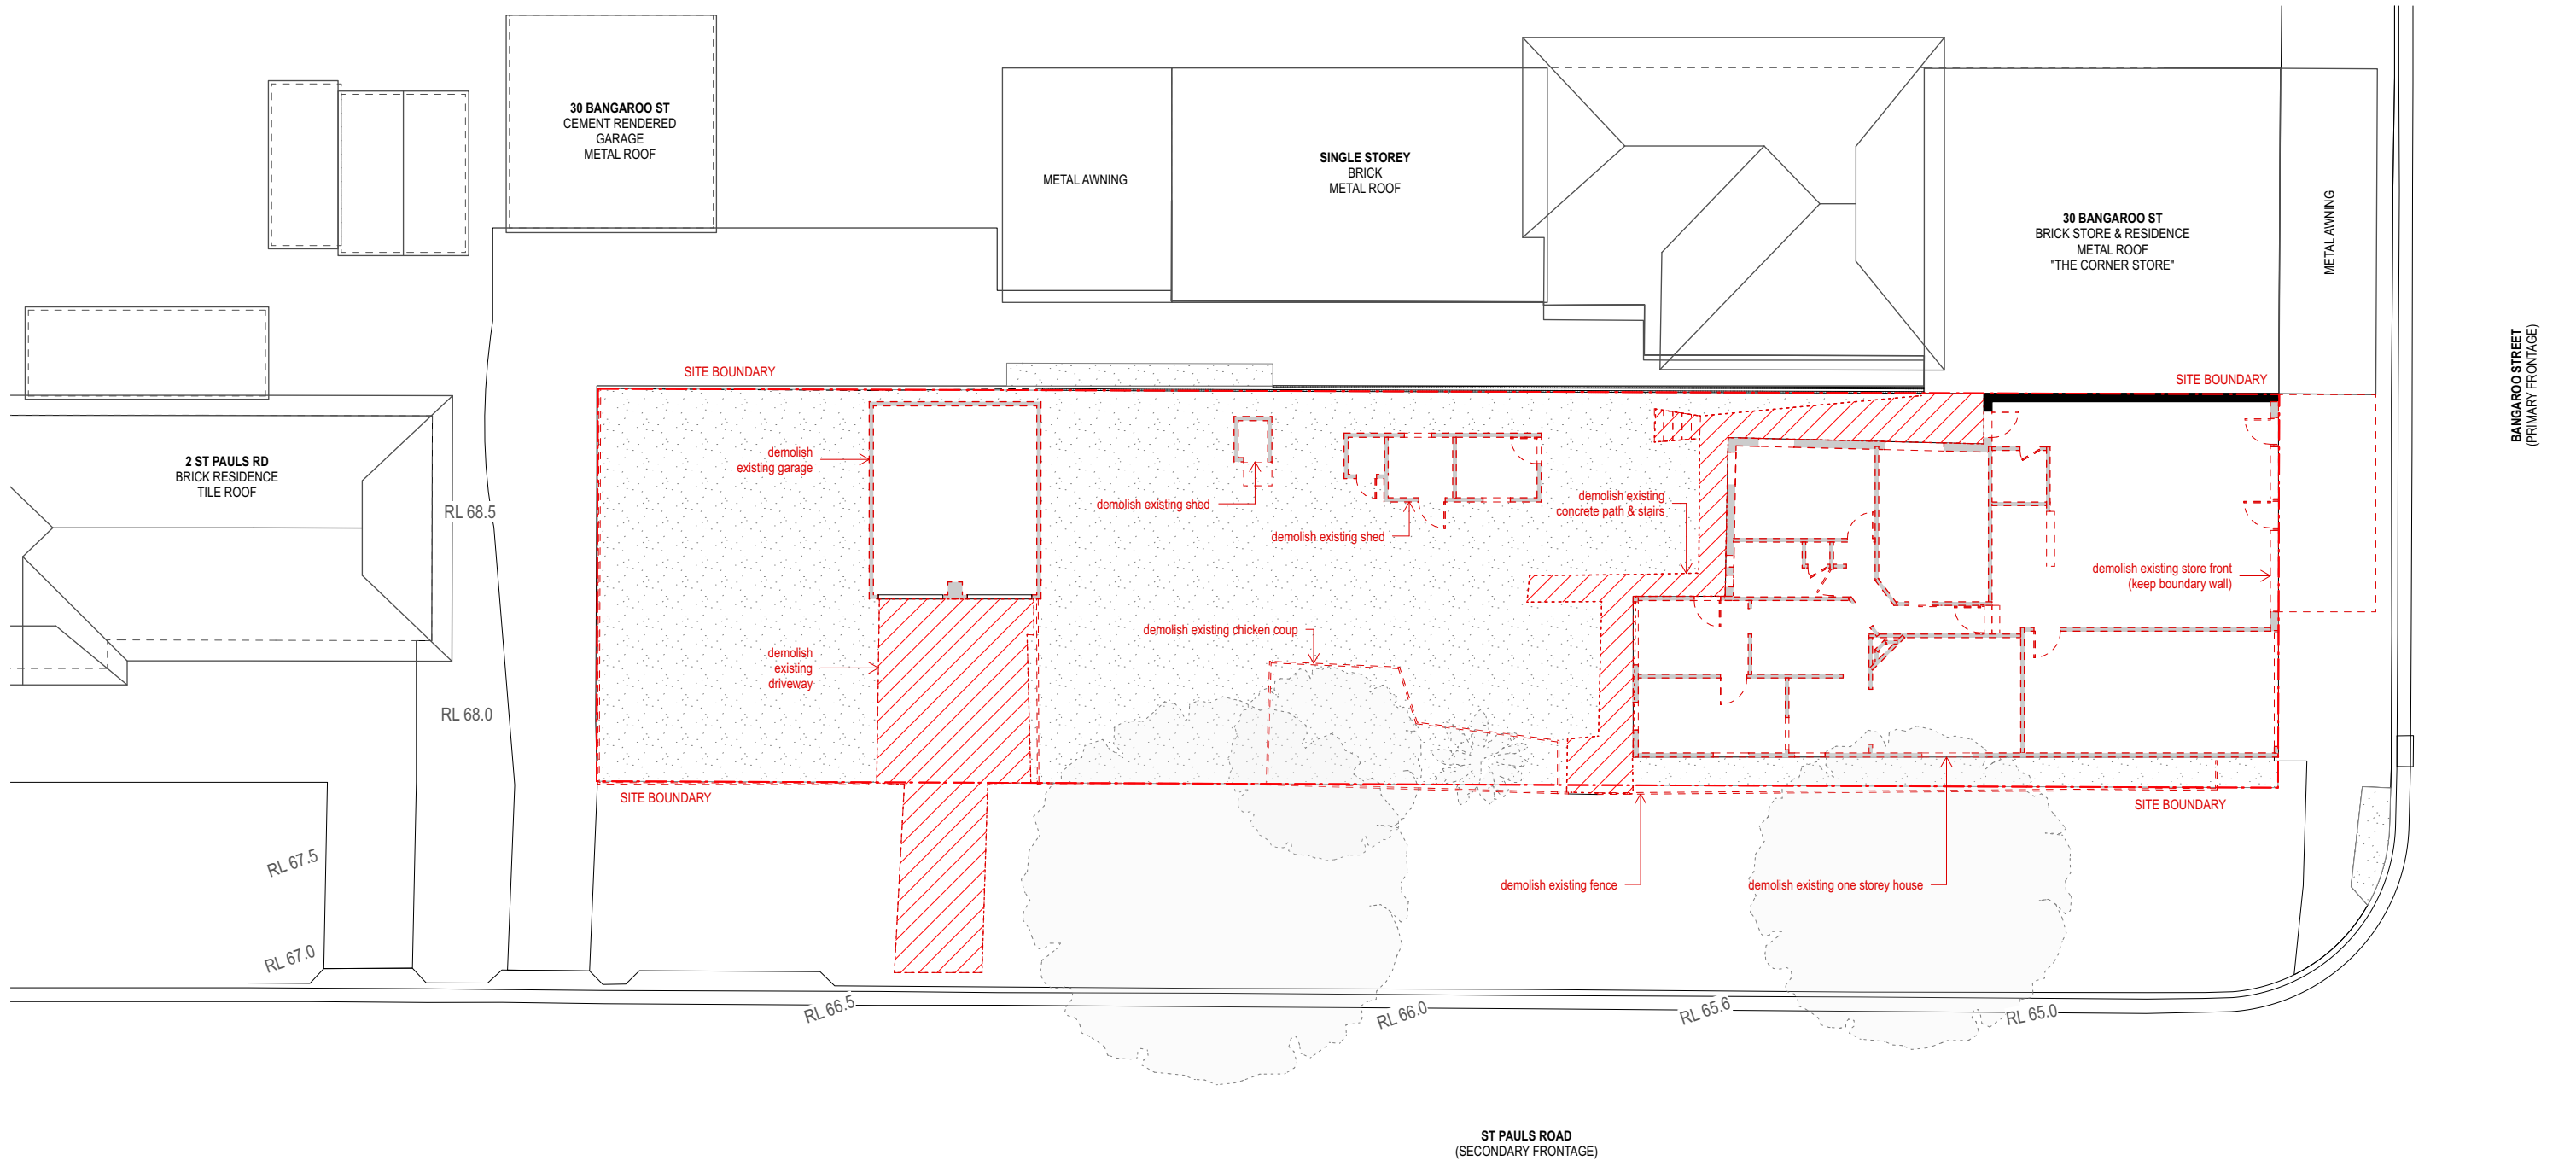 30 BANGAROO ST
CEMENT RENDERED
GARAGE
METAL ROOF
METAL AWNING
SINGLE STOREY
BRICK
METAL ROOF
30 BANGAROO ST
BRICK STORE & RESIDENCE
METAL ROOF
"THE CORNER STORE"
METAL AWNING
BANGAROO STREET
(PRIMARY FRONTAGE)
SITE BOUNDARY
SITE BOUNDARY
2 ST PAULS RD
BRICK RESIDENCE
TILE ROOF
RL 68.5
demolish
existing garage
demolish existing shed
demolish existing shed
demolish existing
concrete path & stairs
demolish existing store front
(keep boundary wall)
demolish existing chicken coup
demolish
existing
driveway
RL 68.0
SITE BOUNDARY
SITE BOUNDARY
RL 67.5
demolish existing fence
demolish existing one storey house
RL 67.0
RL 66.5
RL 66.0
RL 65.6
RL 65.0
ST PAULS ROAD
(SECONDARY FRONTAGE)